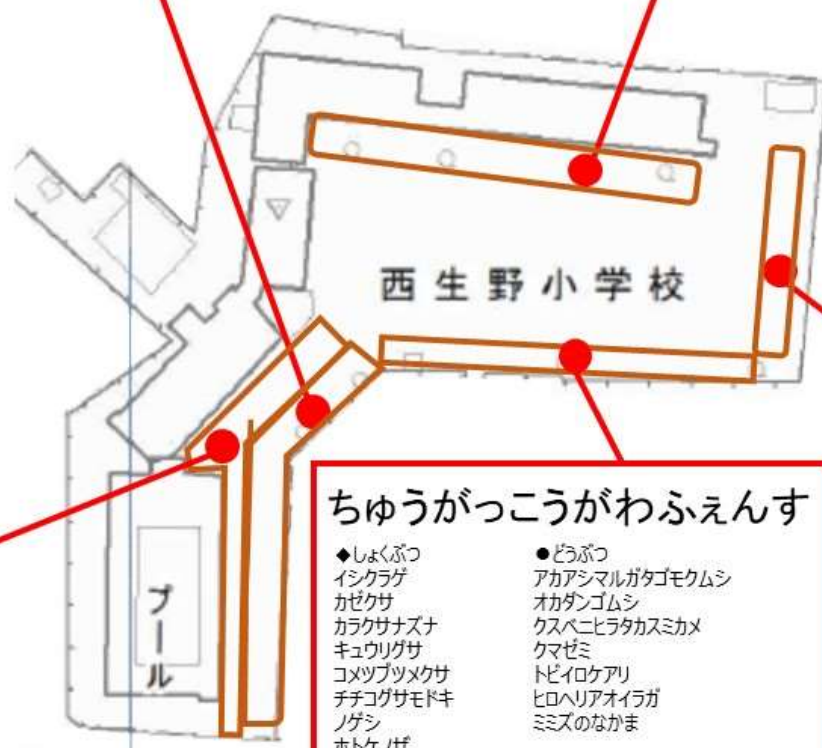 西生野小学校
プール
ちゅうがっこうがわふぇんす
◆しょくぶつ
イシクラゲ
カゼクサ
カラクサナズナ
キュウリグサ
コメツブツメクサ
チチコグサモドキ
ノゲシ
ホトケノザ
●どうぶつ
アカアシマルガタゴモクムシ
オカダンゴムシ
クスベニヒラタカスミカメ
クマゼミ
トビイロケアリ
ヒロヘリアオイラガ
ミミズのなかま